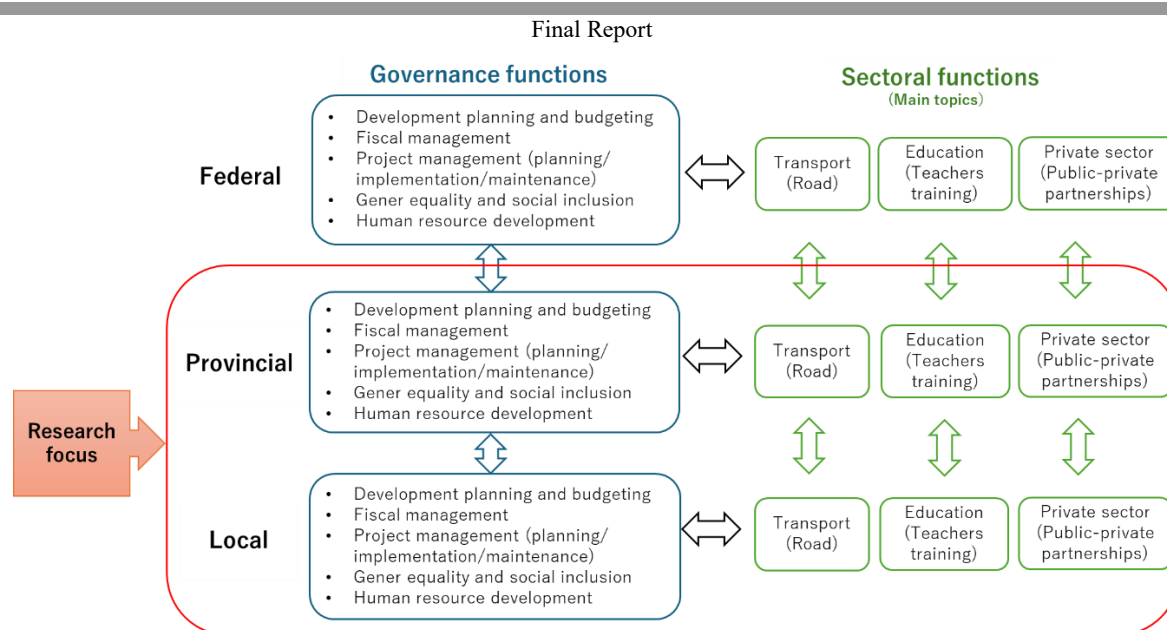 Final Report
Governance functions
Sectoral functions
(Main topics)
Federal
• Development planning and budgeting
• Fiscal management
• Project management (planning/
implementation/maintenance)
• Gener equality and social inclusion
• Human resource development
Transport
(Road)
Education
(Teachers
training)
Private sector
(Public-private
partnerships)
Provincial
• Development planning and budgeting
• Fiscal management
• Project management (planning/
implementation/maintenance)
• Gener equality and social inclusion
• Human resource development
Transport
(Road)
Education
(Teachers
training)
Private sector
(Public-private
partnerships)
Research
focus
Local
• Development planning and budgeting
• Fiscal management
• Project management (planning/
implementation/maintenance)
• Gener equality and social inclusion
• Human resource development
Transport
(Road)
Education
(Teachers
training)
Private sector
(Public-private
partnerships)